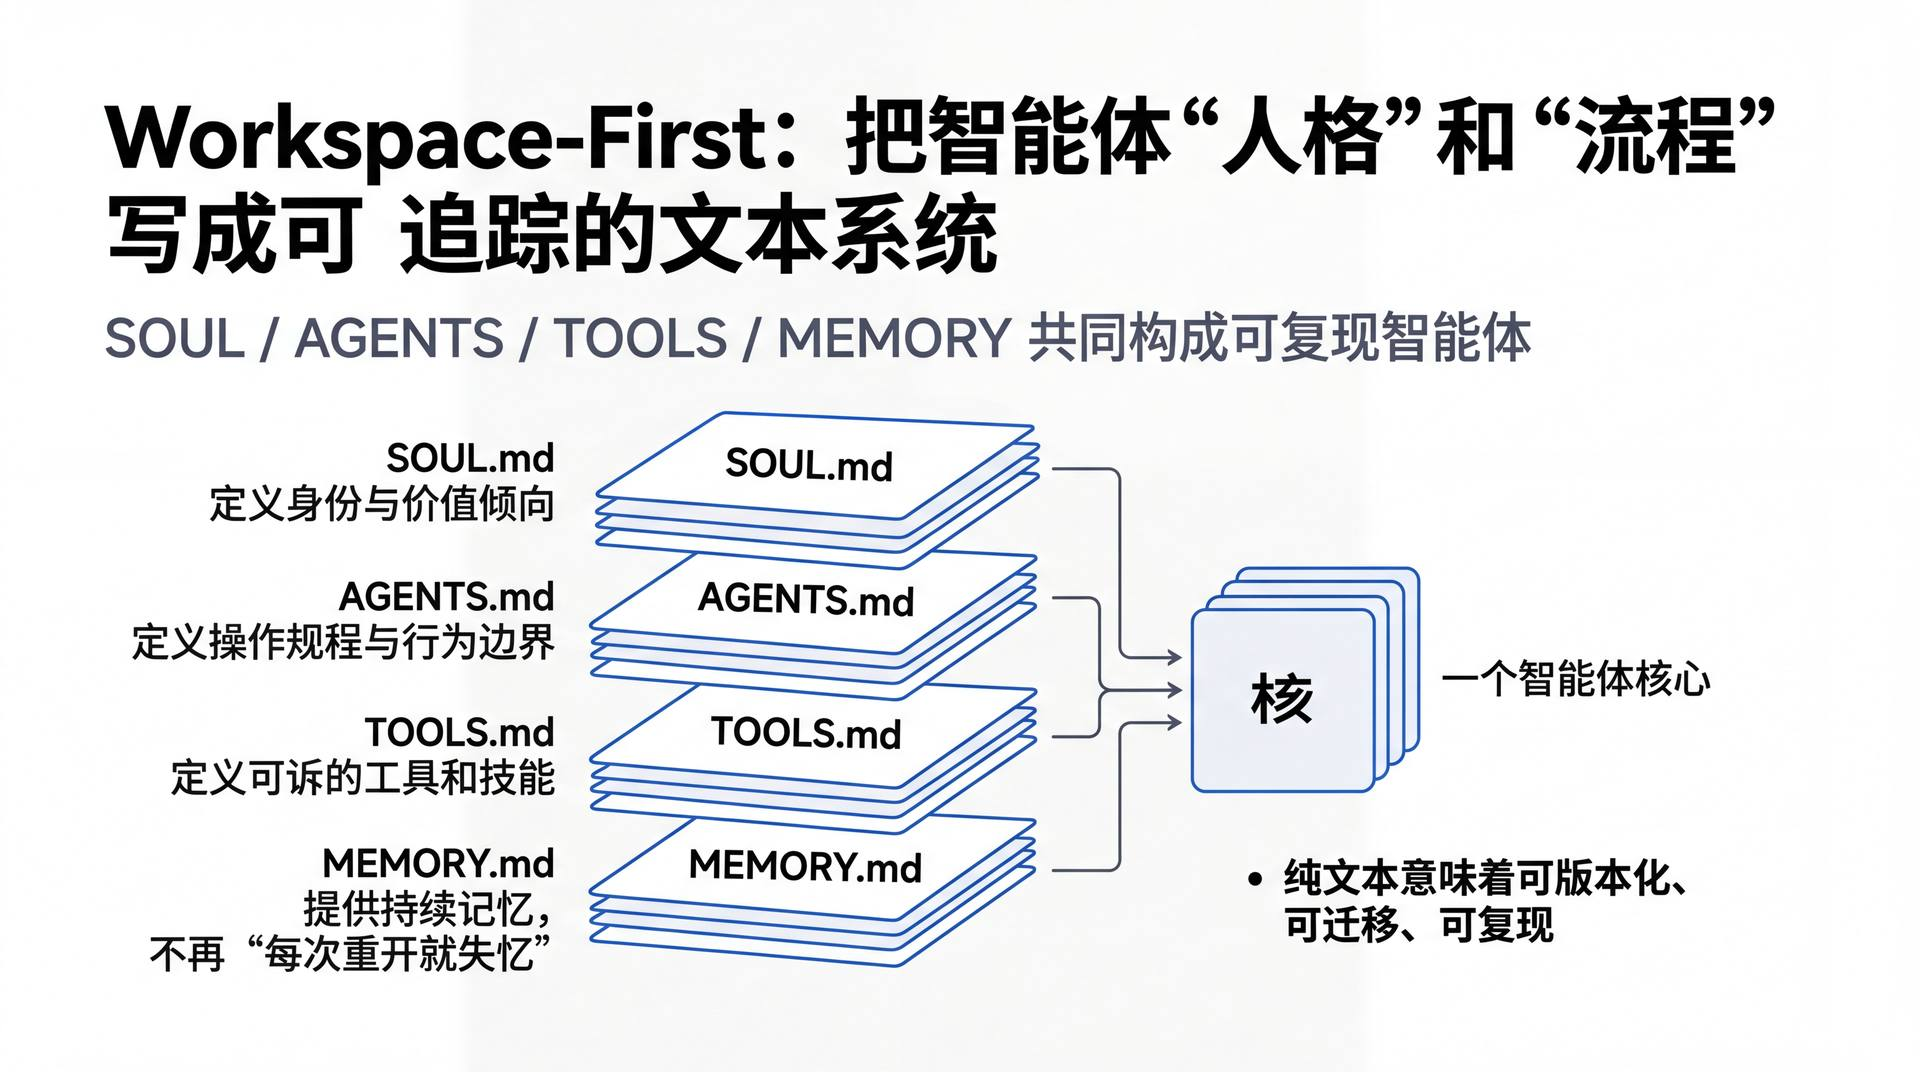 Workspace-First：把智能体“人格”和“流程”
写成可 追踪的文本系统
SOUL / AGENTS / TOOLS / MEMORY 共同构成可复现智能体
SOUL.md
定义身份与价值倾向
AGENTS.md
定义操作规程与行为边界
TOOLS.md
定义可诉的工具和技能
MEMORY.md
提供持续记忆，
不再“每次重开就失忆”
SOUL.md
AGENTS.md
TOOLS.md
MEMORY.md
核
一个智能体核心
• 纯文本意味着可版本化、
可迁移、可复现